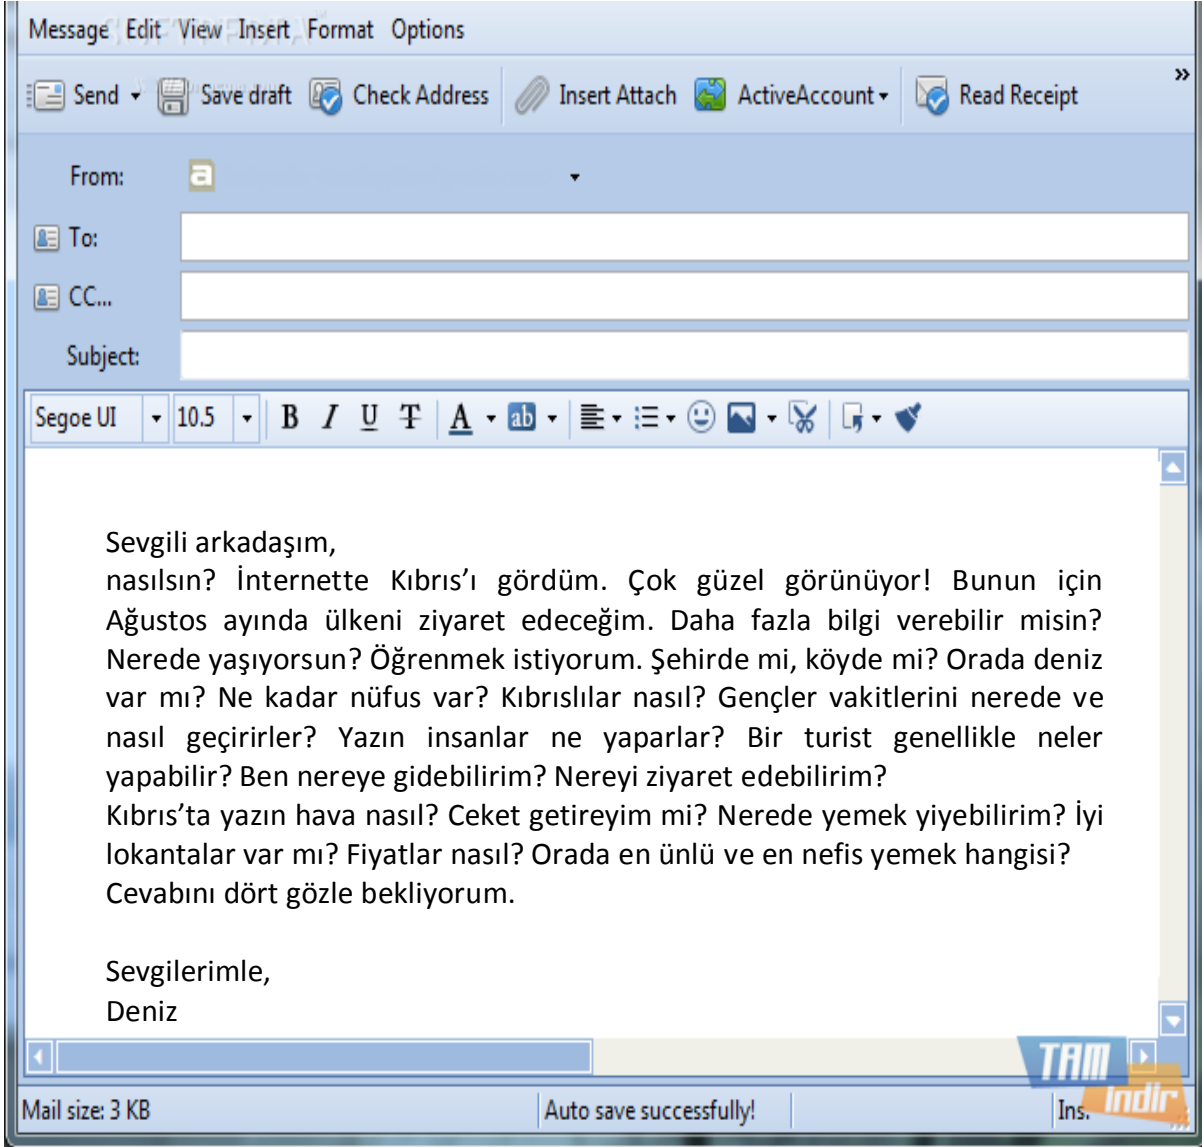 Message Edit View Insert Format Options
Send Save draft Check Address Insert Attach ActiveAccount Read Receipt »
From: a
To:
CC...
Subject:
Segoe UI 10.5 B I U T A ab
Sevgili arkadaşım,
nasılsın? İnternette Kıbrıs’ı gördüm. Çok güzel görünüyor! Bunun için
Ağustos ayında ülkeni ziyaret edeceğim. Daha fazla bilgi verebilir misin?
Nerede yaşıyorsun? Öğrenmek istiyorum. Şehirde mi, köyde mi? Orada deniz
var mı? Ne kadar nüfus var? Kıbrıslılar nasıl? Gençler vakitlerini nerede ve
nasıl geçirirler? Yazın insanlar ne yaparlar? Bir turist genellikle neler
yapabilir? Ben nereye gidebilirim? Nereyi ziyaret edebilirim?
Kıbrıs’ta yazın hava nasıl? Ceket getireyim mi? Nerede yemek yiyebilirim? İyi
lokantalar var mı? Fiyatlar nasıl? Orada en ünlü ve en nefis yemek hangisi?
Cevabını dört gözle bekliyorum.
Sevgilerimle,
Deniz
TAM
indir
Mail size: 3 KB Auto save successfully! Ins.